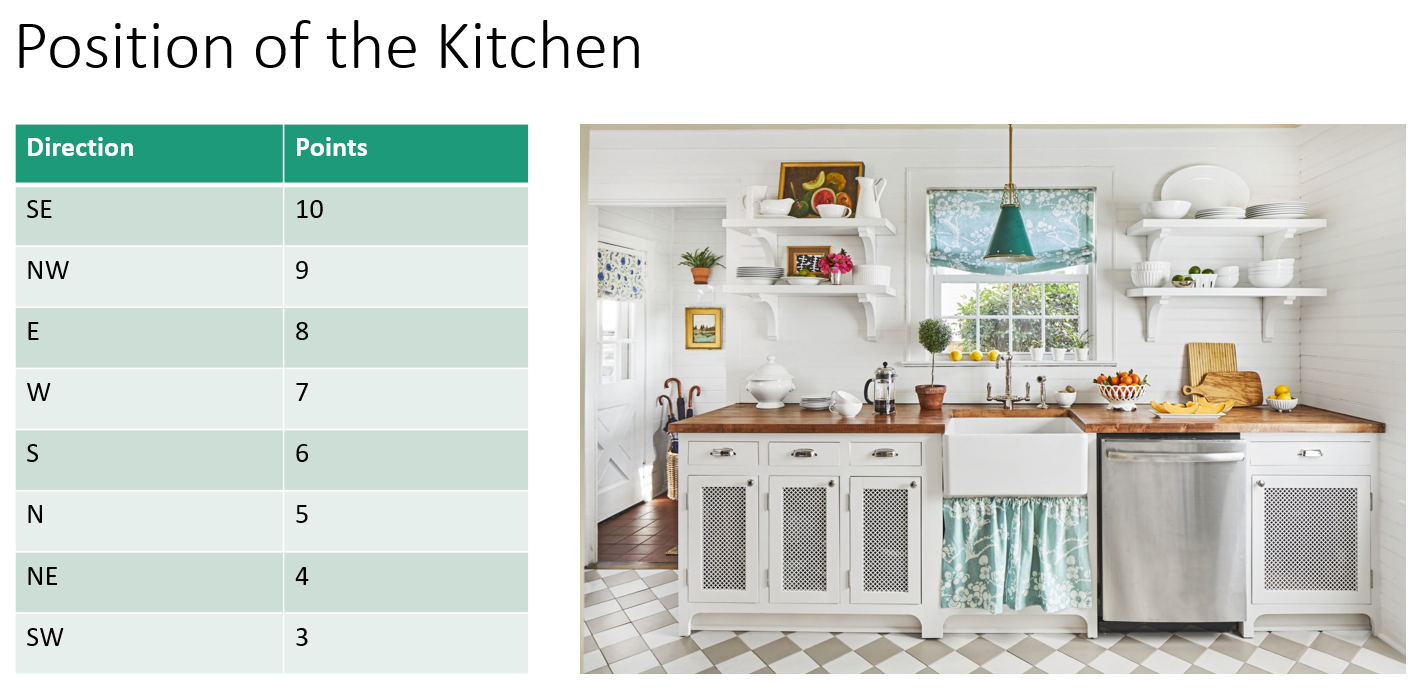 Position of the Kitchen
Direction Points
SE 10
NW 9
E 8
W 7
S 6
N 5
NE 4
SW 3